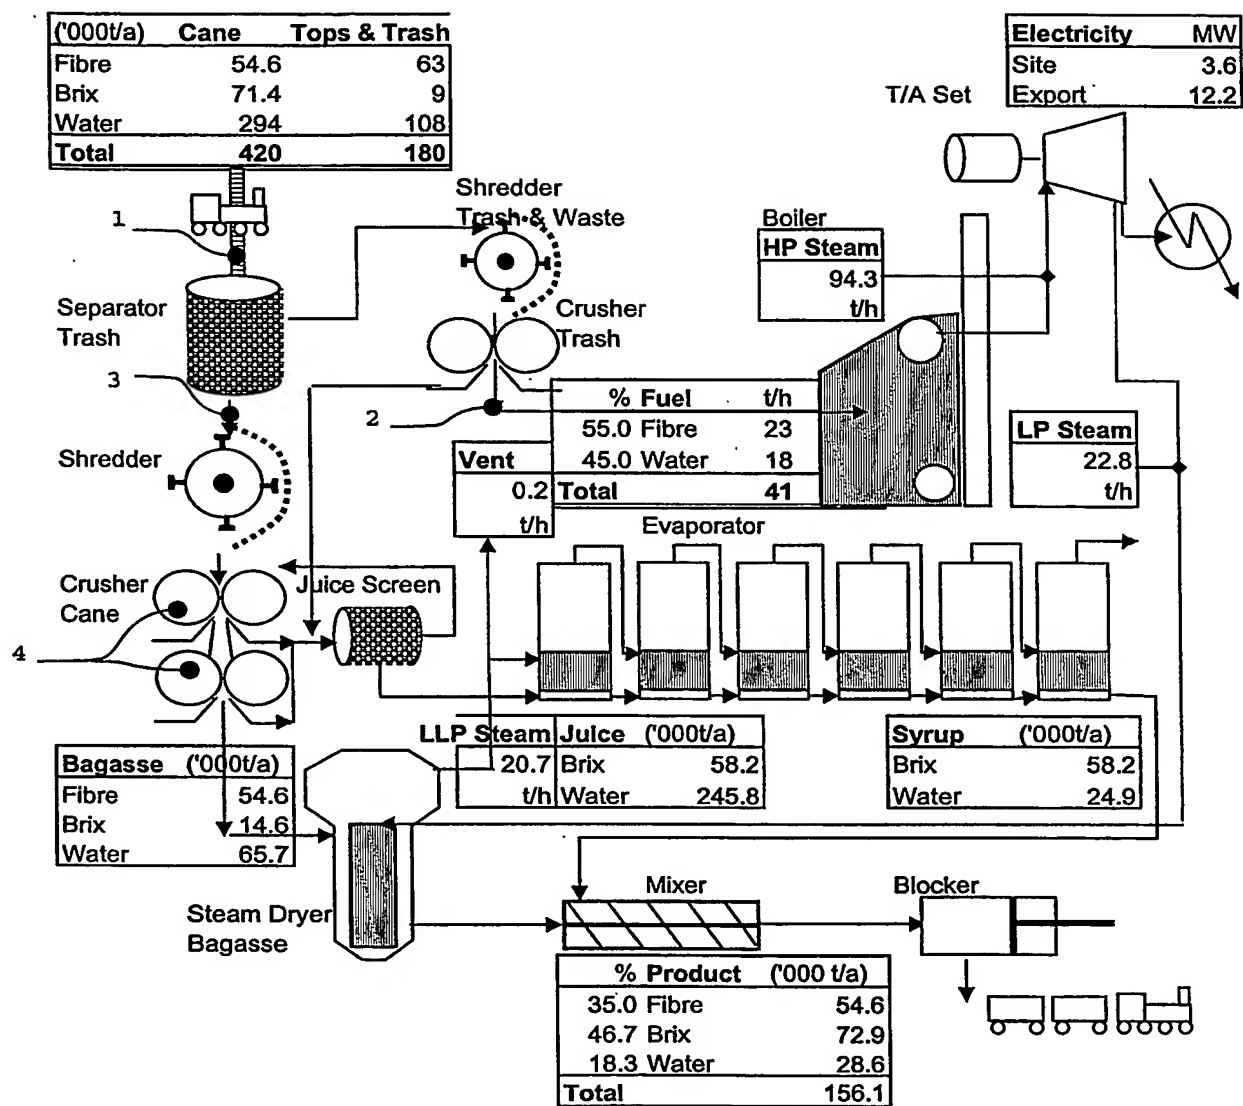 ('000t/a) Cane Tops & Trash
Fibre 54.6 63
Brix 71.4 9
Water 294 108
Total 420 180
Electricity MW
Site 3.6
Export 12.2
T/A Set
1
Shredder
Trash & Waste
Boiler
HP Steam
94.3
t/h
Separator
Trash
Crusher
Trash
3
2
% Fuel t/h
55.0 Fibre 23
45.0 Water 18
Total 41
LP Steam
22.8
t/h
Shredder
Vent
0.2
t/h
Evaporator
Crusher
Cane
Juice Screen
4
LLP Steam
20.7
t/h
Juice ('000t/a)
Brix 58.2
Water 245.8
Syrup ('000t/a)
Brix 58.2
Water 24.9
Bagasse ('000t/a)
Fibre 54.6
Brix 14.6
Water 65.7
Steam Dryer
Bagasse
Mixer
Blocker
% Product ('000 t/a)
35.0 Fibre 54.6
46.7 Brix 72.9
18.3 Water 28.6
Total 156.1